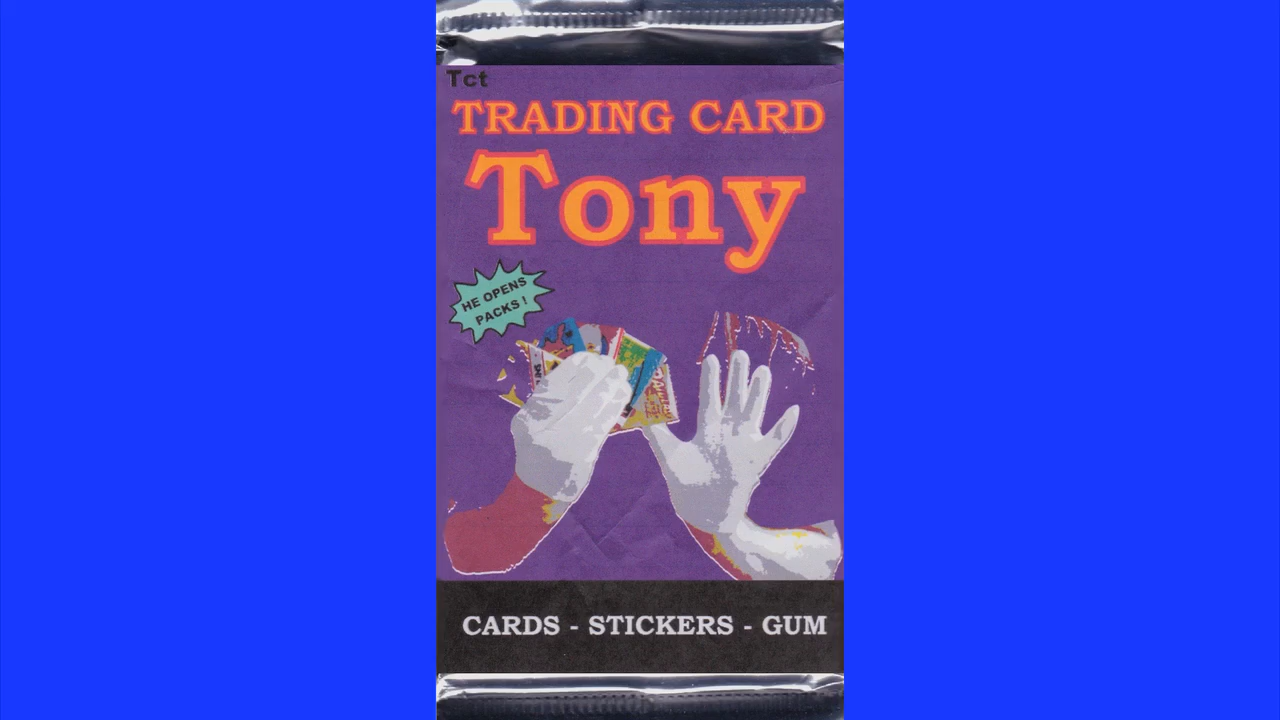 Tct
TRADING CARD
Tony
HE OPENS
PACKS!
CARDS - STICKERS - GUM